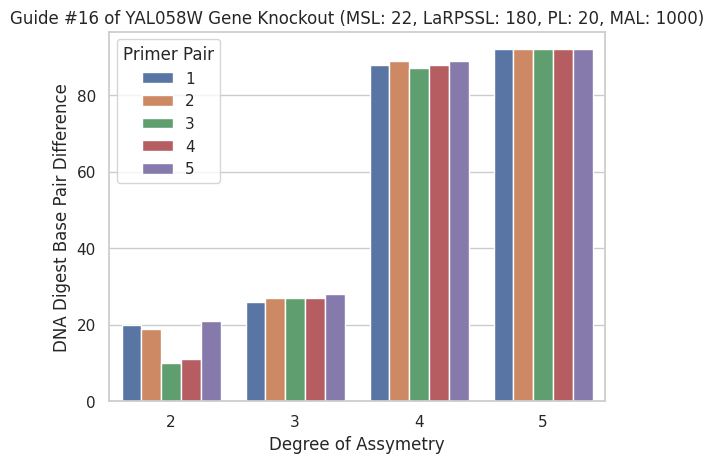 Guide #16 of YAL058W Gene Knockout (MSL: 22, LaRPSSL: 180, PL: 20, MAL: 1000)
Primer Pair
1
2
3
4
5
DNA Digest Base Pair Difference
80
60
40
20
0
2 3 4 5
Degree of Assymetry